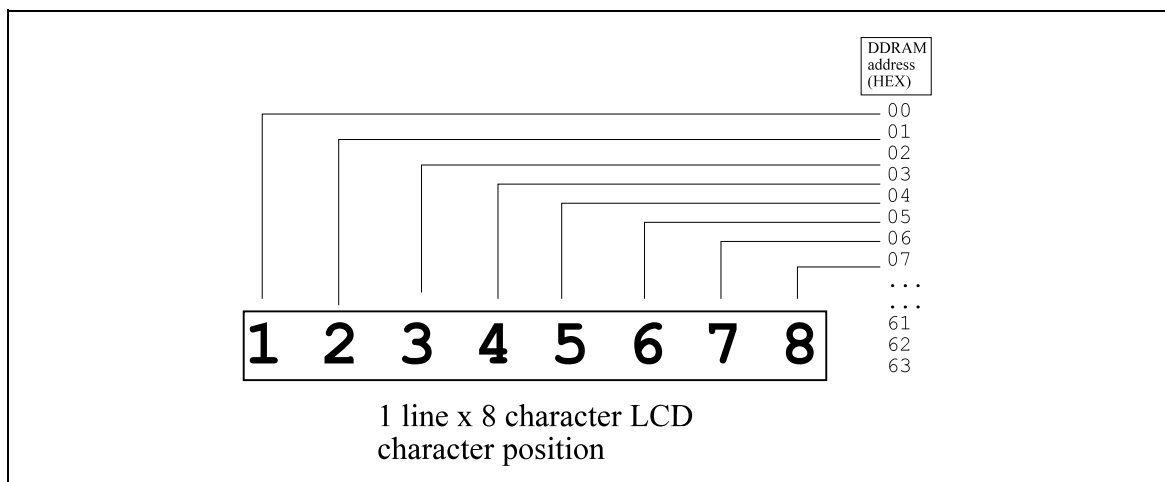 DDRAM
address
(HEX)
00
01
02
03
04
05
06
07
...
...
61
62
63
1 2 3 4 5 6 7 8
1 line x 8 character LCD
character position